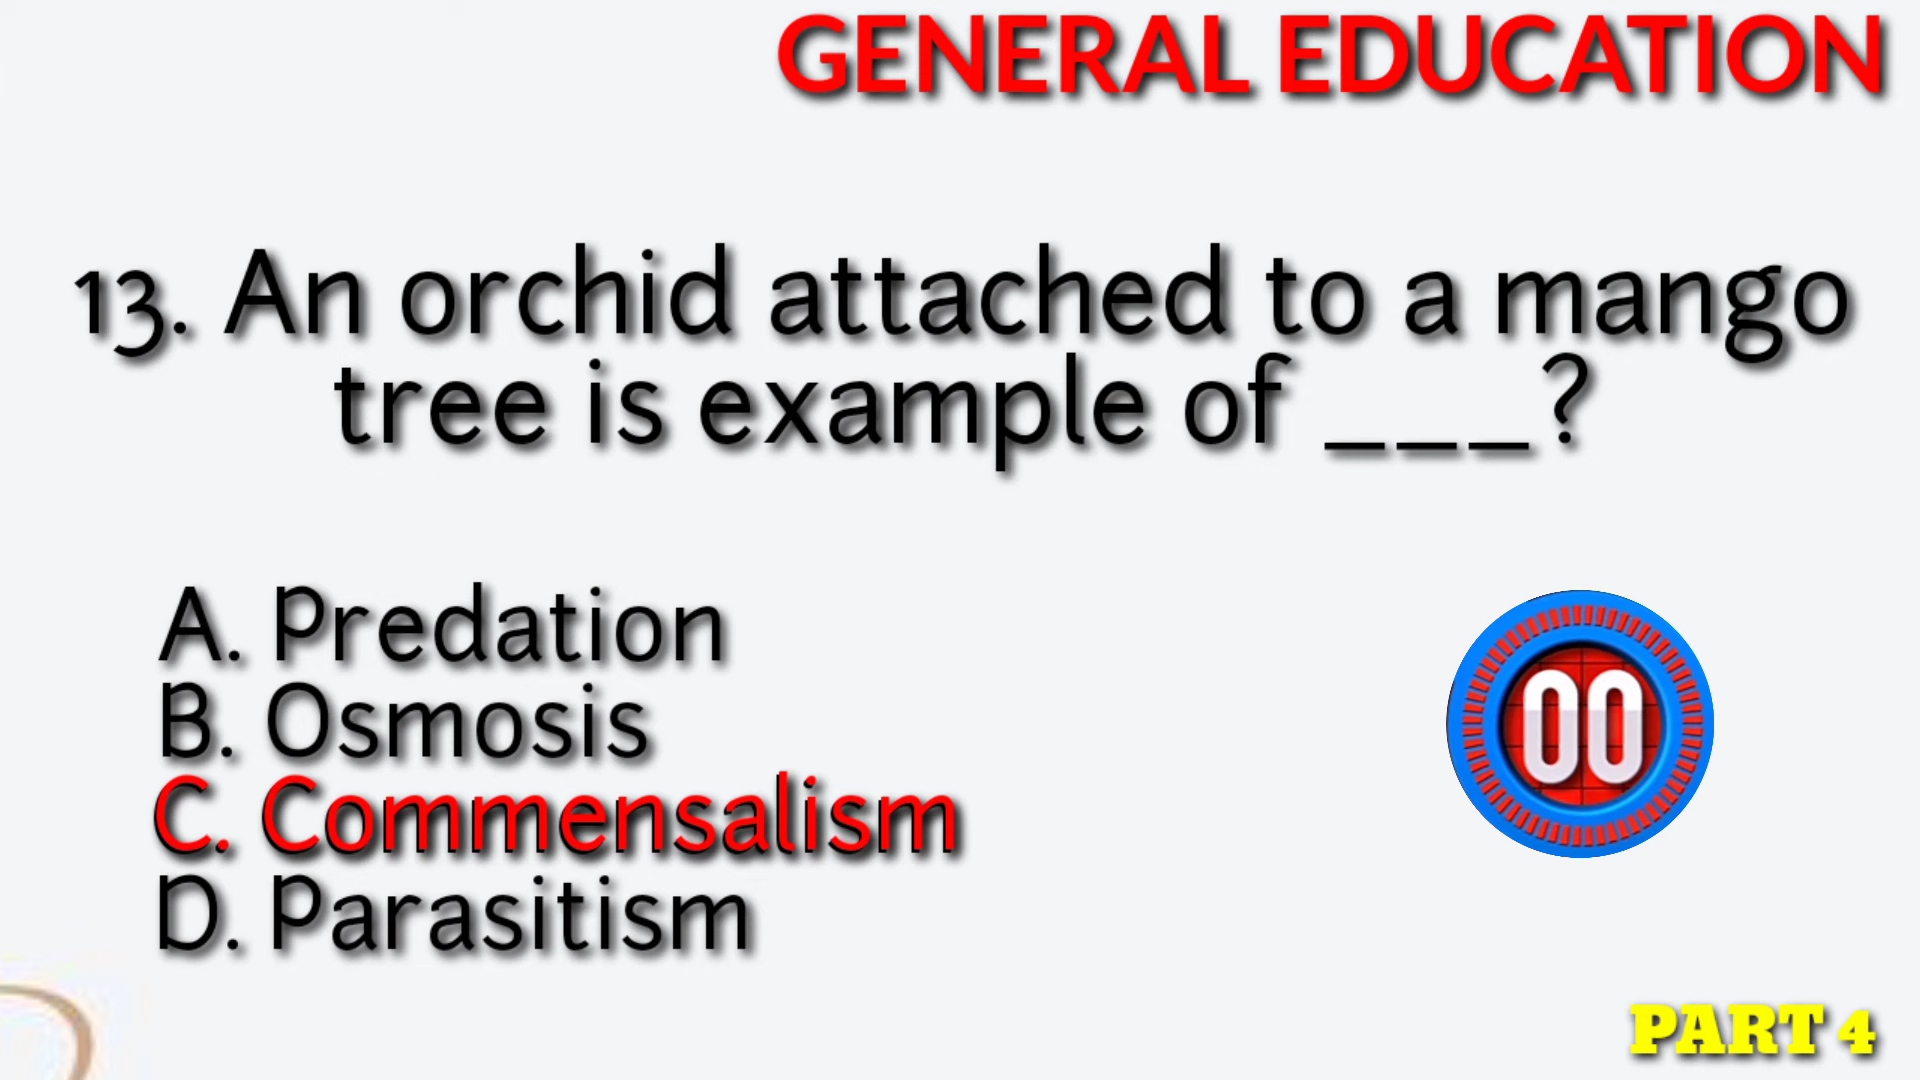 GENERAL EDUCATION
13. An orchid attached to a mango
tree is example of ___?
A. Predation
B. Osmosis
C. Commensalism
D. Parasitism
00
PART 4